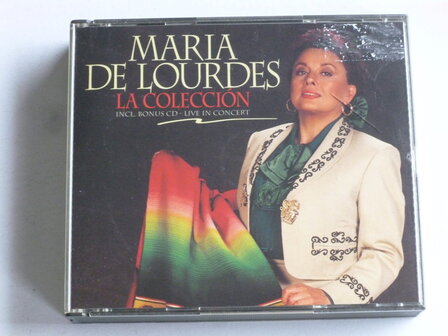 MARIA
DE LOURDES
LA COLECCIÓN
INCL. BONUS CD - LIVE IN CONCERT